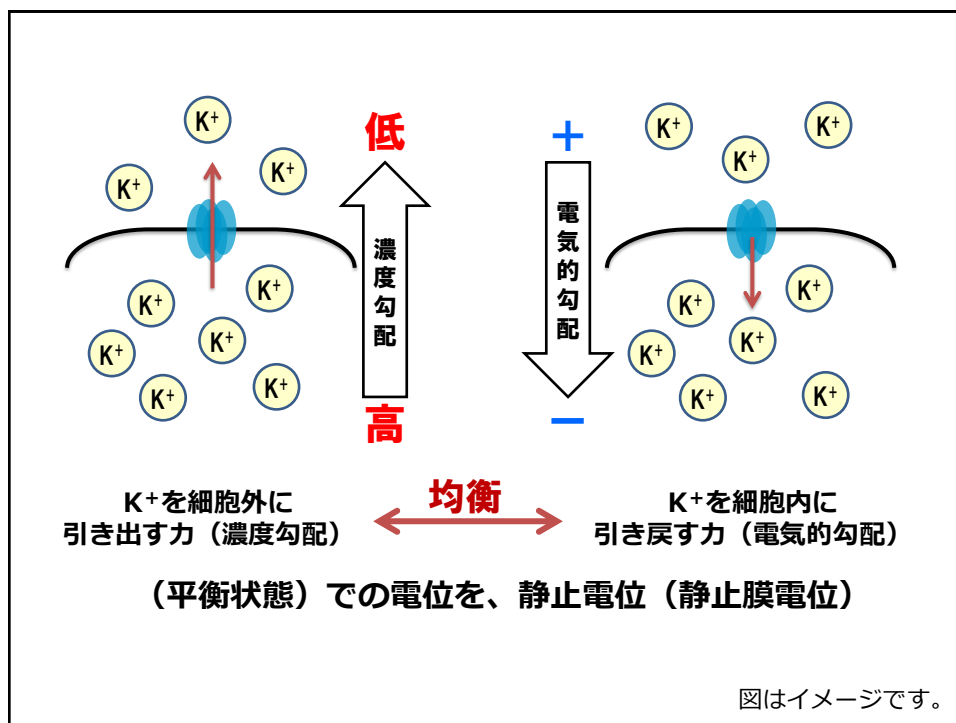 K⁺
K⁺
K⁺
K⁺
K⁺
K⁺
K⁺
K⁺
K⁺
低
濃度勾配
高
+
電気的勾配
−
K⁺
K⁺
K⁺
K⁺
K⁺
K⁺
K⁺
K⁺
K⁺
K⁺を細胞外に
引き出す力（濃度勾配）
均衡
K⁺を細胞内に
引き戻す力（電気的勾配）
（平衡状態）での電位を、静止電位（静止膜電位）
図はイメージです。